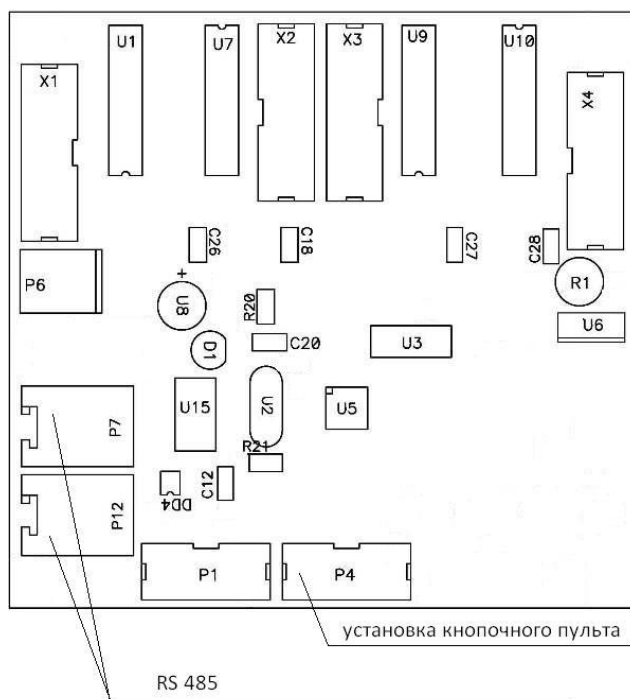 X1
U1
U7
X2
X3
U9
U10
X4
P6
C26
C18
C27
C28
R1
+
U8
R20
U6
D1
C20
U3
U15
U2
U5
P7
R21
DD4
C12
P12
P1
P4
установка кнопочного пульта
RS 485